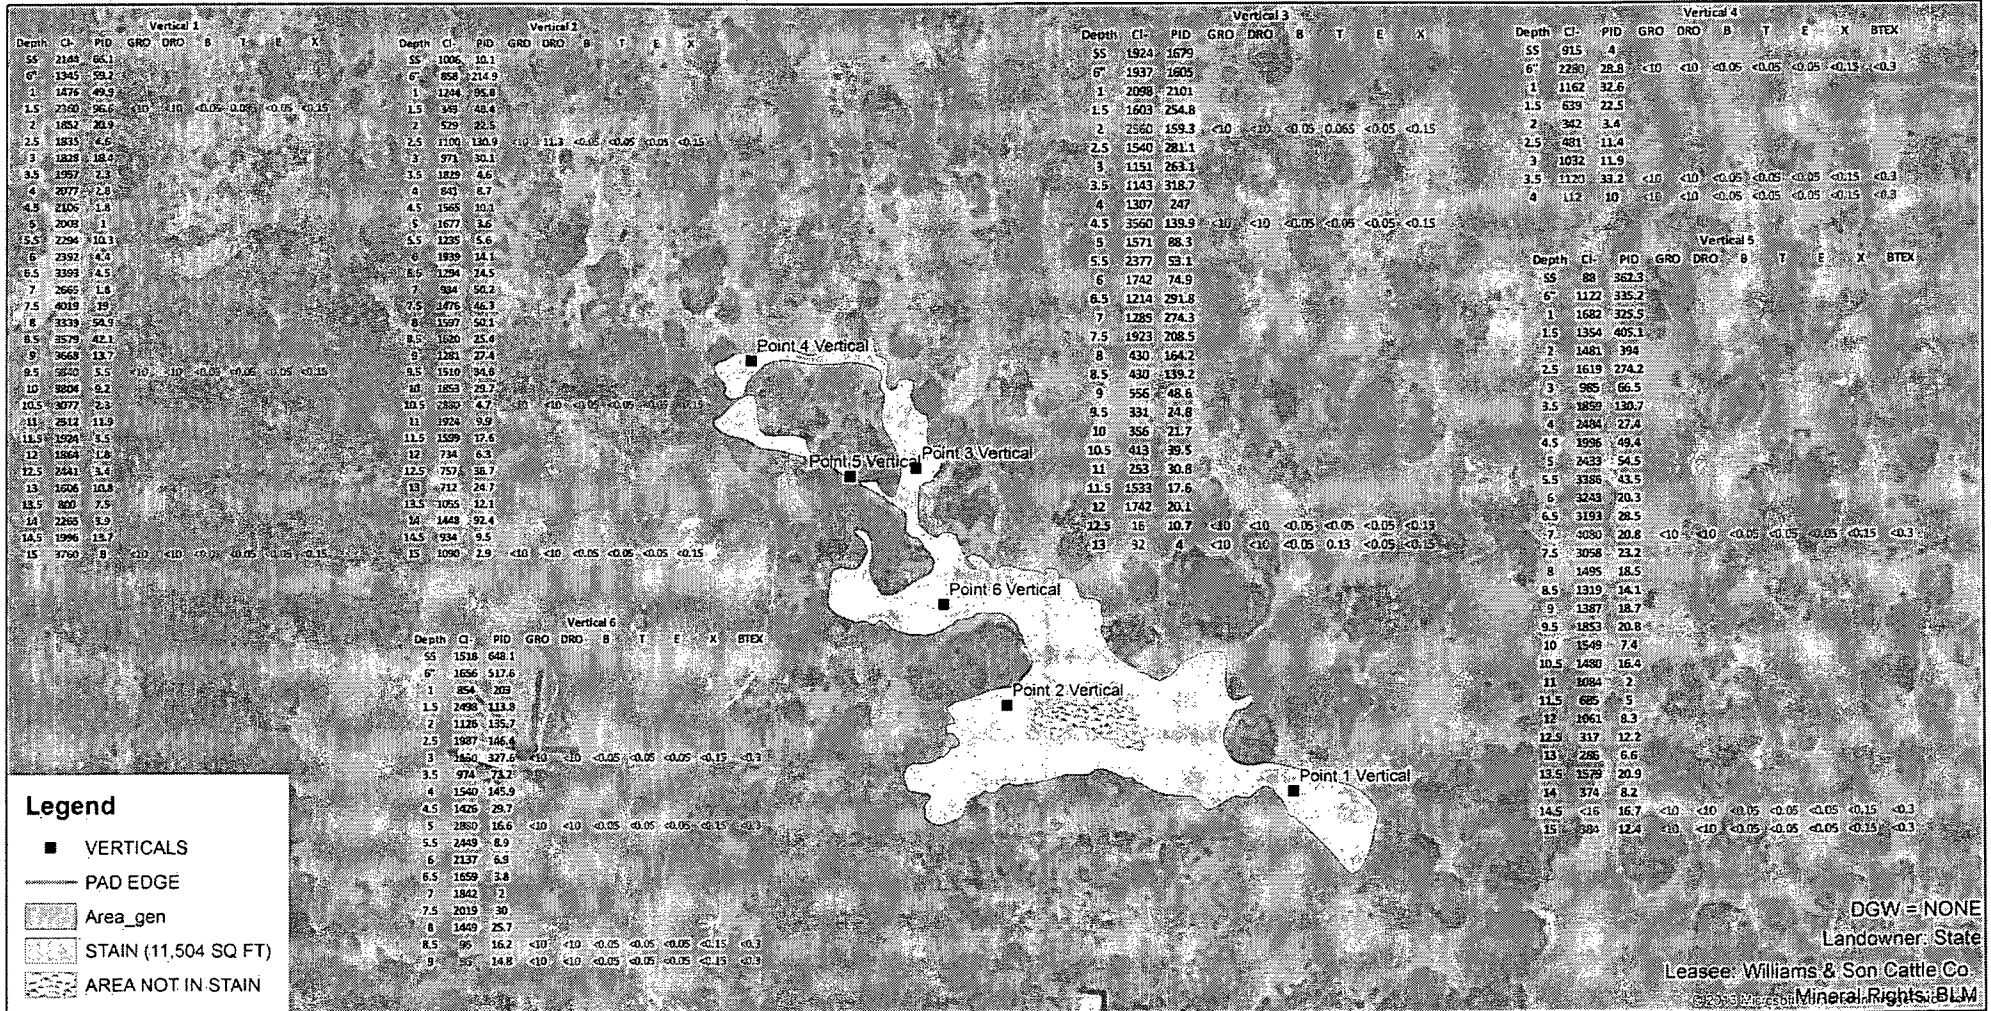 Vertical 1
Depth Cl- PID GRO DRO B T E X
SS 2144 65.1
6" 1345 59.2
1 1476 49.9
1.5 2360 96.6 <10 <10 <0.05 0.05 <0.05 <0.15
2 1852 20.9
2.5 1835 4.6
3 1828 18.4
3.5 1957 2.3
4 2077 2.8
4.5 2106 1.8
5 2003 1
5.5 2294 10.3
6 2392 4.4
6.5 3393 4.5
7 2665 1.8
7.5 4019 19
8 3339 54.9
8.5 3579 42.1
9 3668 13.7
9.5 5.5 <10 <10 <0.05 <0.05 <0.05 <0.15
10 9804 6.2
10.5 3077 2.3
11 2512 11.9
11.5 1924 3.5
12 1864 1.8
12.5 2441 3.4
13 1606 10.8
13.5 800 7.5
14 2265 3.9
14.5 1996 13.7
15 3760 8 <10 <10 <0.05 <0.05 <0.05 <0.15
Vertical 2
Depth Cl- PID GRO DRO B T E X
SS 1006 10.1
6" 858 214.9
1 1244 95.8
1.5 349 48.4
2 529 22.5
2.5 1100 130.9 <10 11.3 <0.05 <0.05 <0.05 <0.15
3 971 30.1
3.5 1829 4.6
4 841 8.7
4.5 1565 10.1
5 1677 3.6
5.5 1235 5.6
6 1939 14.1
6.5 1294 24.5
7 934 50.2
7.5 1476 46.3
8 1597 50.1
8.5 1620 25.4
9 1281 27.4
9.5 1510 34.6
10 1853 29.7
10.5 2880 4.7 <10 <10 <0.05 <0.05 <0.05 <0.15
11 1924 9.9
11.5 1599 17.6
12 734 6.3
12.5 757 36.7
13 712 24.7
13.5 1055 12.1
14 1448 92.4
14.5 934 9.5
15 1090 2.9 <10 <10 <0.05 <0.05 <0.05 <0.15
Vertical 3
Depth Cl- PID GRO DRO B T E X
SS 1924 1679
6" 1937 1605
1 2098 2101
1.5 1603 254.8
2 2560 159.3 <10 <10 <0.05 0.065 <0.05 <0.15
2.5 1540 281.1
3 1151 263.1
3.5 1143 318.7
4 1307 247
4.5 3560 139.9 <10 <10 <0.05 <0.05 <0.05 <0.15
5 1571 88.3
5.5 2377 53.1
6 1742 74.9
6.5 1214 291.8
7 1285 274.3
7.5 1923 208.5
8 430 164.2
8.5 430 139.2
9 556 48.6
9.5 331 24.8
10 356 21.7
10.5 413 39.5
11 253 30.8
11.5 1533 17.6
12 1742 20.1
12.5 16 10.7 <10 <10 <0.05 <0.05 <0.05 <0.15
13 32 4 <10 <10 <0.05 0.13 <0.05 <0.15
Vertical 4
Depth Cl- PID GRO DRO B T E X BTEX
SS 915 4
6" 2280 28.8 <10 <10 <0.05 <0.05 <0.05 <0.15 <0.3
1 1162 32.6
1.5 639 22.5
2 342 3.4
2.5 481 11.4
3 1032 11.9
3.5 1120 33.2 <10 <10 <0.05 <0.05 <0.05 <0.15 <0.3
4 112 10 <10 <10 <0.05 <0.05 <0.05 <0.15 <0.3
Vertical 5
Depth Cl- PID GRO DRO B T E X BTEX
SS 88 362.3
6" 1122 335.2
1 1682 325.5
1.5 1354 405.1
2 1481 394
2.5 1619 274.2
3 985 66.5
3.5 1859 130.7
4 2484 27.4
4.5 1996 49.4
5 2433 54.5
5.5 3386 43.5
6 3243 20.3
6.5 3193 28.5
7 4080 20.8 <10 <10 <0.05 <0.05 <0.05 <0.15 <0.3
7.5 3058 23.2
8 1495 18.5
8.5 1319 14.1
9 1387 18.7
9.5 1853 20.8
10 1549 7.4
10.5 1480 16.4
11 1084 2
11.5 685 5
12 1061 8.3
12.5 317 12.2
13 285 6.6
13.5 1579 20.9
14 374 8.2
14.5 <16 16.7 <10 <10 <0.05 <0.05 <0.05 <0.15 <0.3
15 384 12.4 <10 <10 <0.05 <0.05 <0.05 <0.15 <0.3
Point 4 Vertical
Point 3 Vertical
Point 5 Vertical
Point 6 Vertical
Point 2 Vertical
Point 1 Vertical
Vertical 6
Depth Cl- PID GRO DRO B T E X BTEX
SS 1518 648.1
6" 1656 517.6
1 854 203
1.5 2498 113.8
2 1126 135.7
2.5 1987 146.4
3 327.6 <10 <10 <0.05 <0.05 <0.05 <0.15 <0.3
3.5 974 73.2
4 1540 145.9
4.5 1426 29.7
5 2880 16.6 <10 <10 <0.05 <0.05 <0.05 <0.15 <0.3
5.5 2449 8.9
6 2137 6.9
6.5 1659 3.8
7 1842 2
7.5 2019 30
8 1449 25.7
8.5 96 16.2 <10 <10 <0.05 <0.05 <0.05 <0.15 <0.3
9 14.8 <10 <10 <0.05 <0.05 <0.05 <0.15 <0.3
Legend
VERTICALS
PAD EDGE
Area_gen
STAIN (11,504 SQ FT)
AREA NOT IN STAIN
DGW = NONE
Landowner: State
Leasee: Williams & Son Cattle Co.
Mineral Rights: BLM